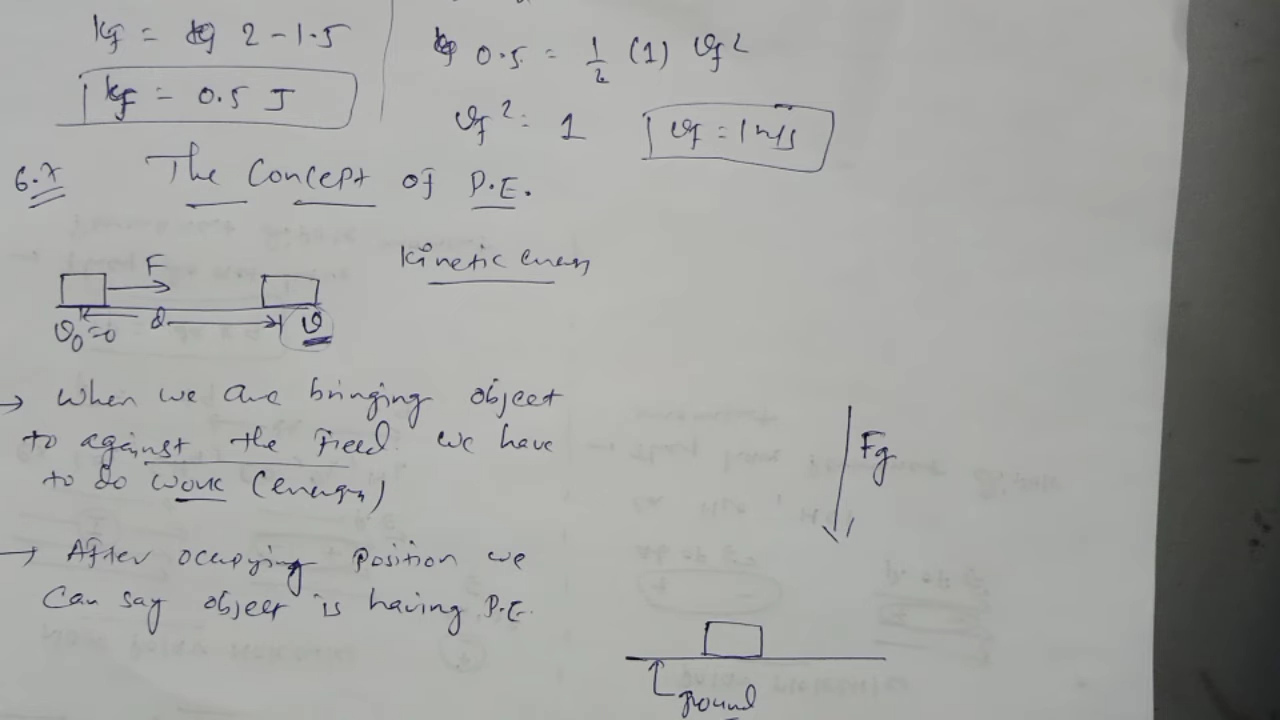 kf = 2 - 1.5
kf = 0.5 J
0.5 = 1/2 (1) vf²
vf² = 1
vf = 1 m/s
6.7 The Concept of P.E.
F
Kinetic energy
v₀=0
d
v
→ When we are bringing object
to against the Field we have
to do work (energy)
→ After occupying position we
can say object is having P.E.
Fg
ground